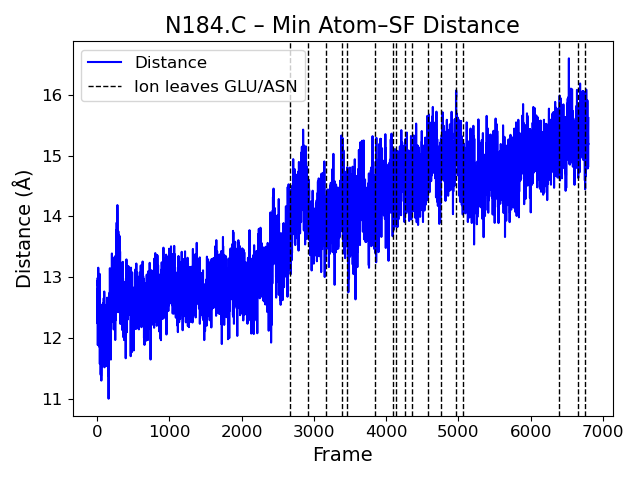 N184.C – Min Atom–SF Distance
Distance
Ion leaves GLU/ASN
Distance (Å)
16
15
14
13
12
11
0 1000 2000 3000 4000 5000 6000 7000
Frame